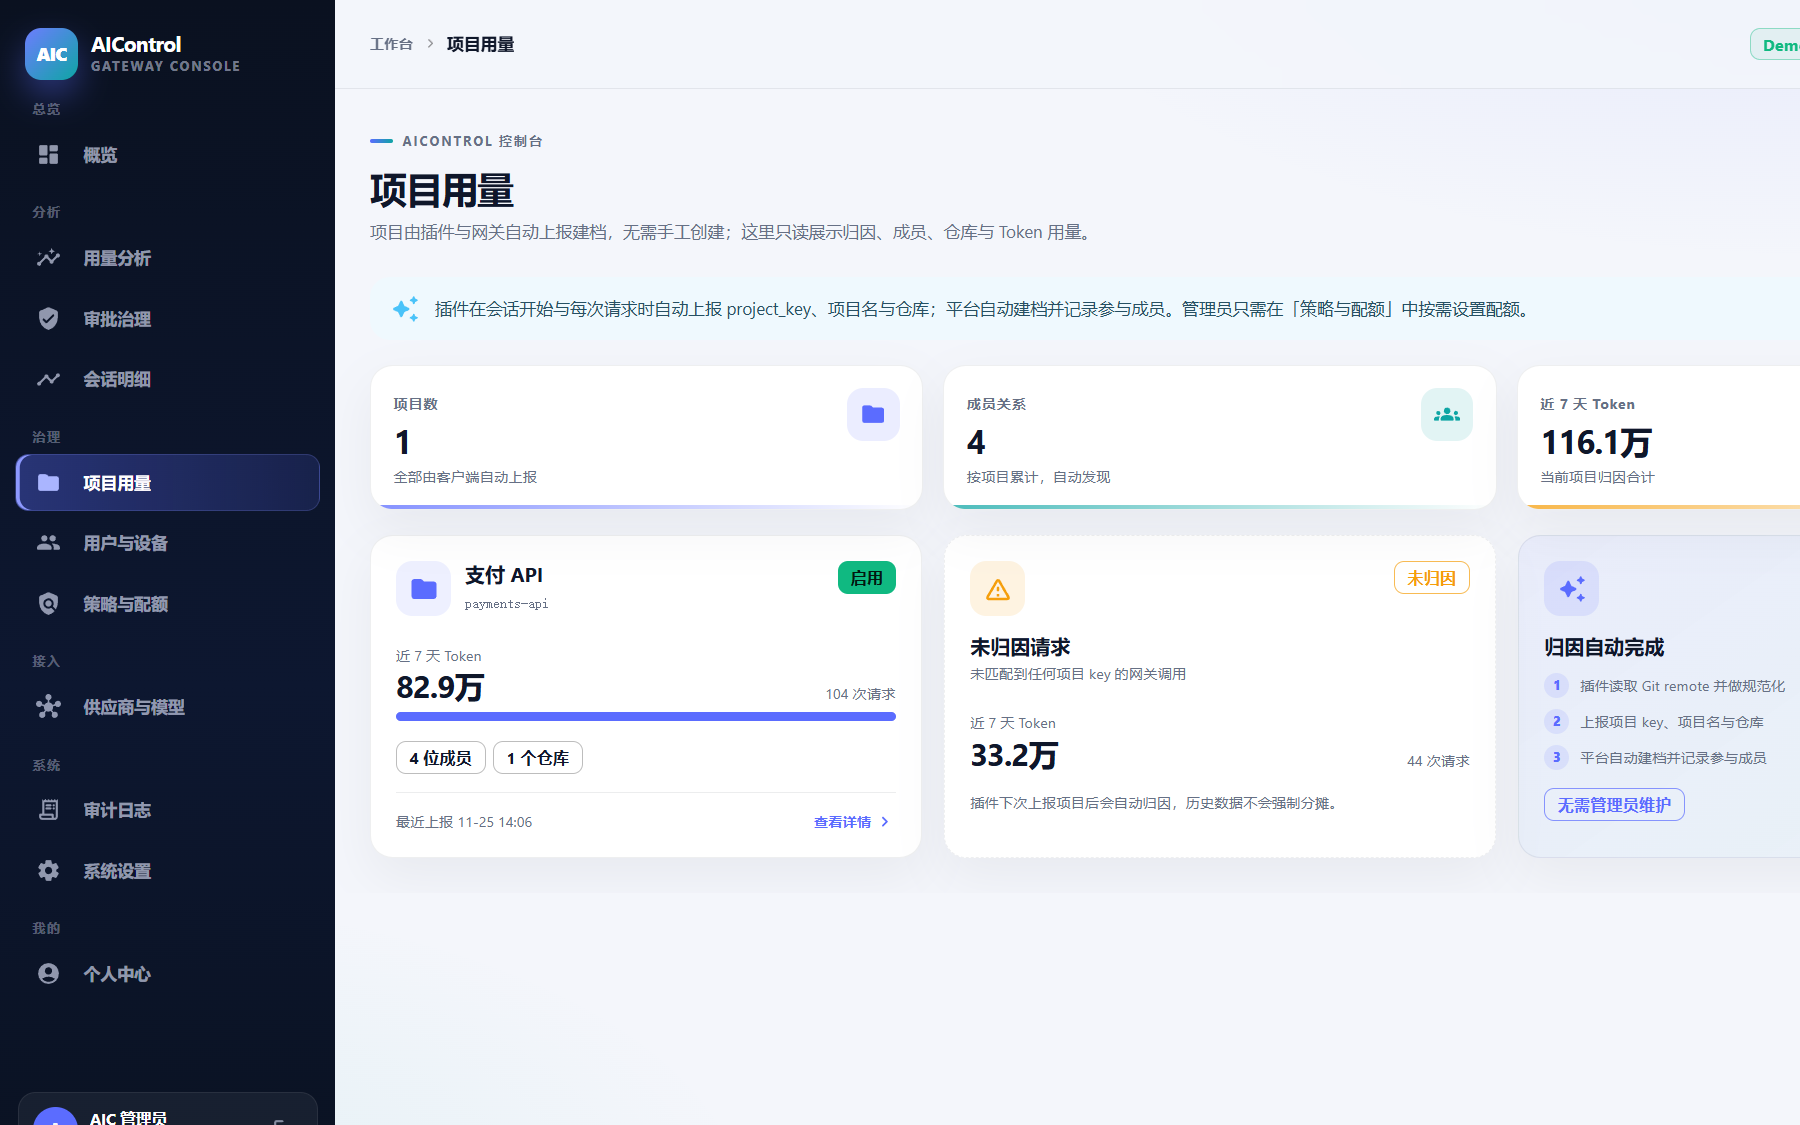 AIC
AIControl
GATEWAY CONSOLE
总览
概览
分析
用量分析
审批治理
会话明细
治理
项目用量
用户与设备
策略与配额
接入
供应商与模型
系统
审计日志
系统设置
我的
个人中心
AIC 管理员
工作台 > 项目用量
AICONTROL 控制台
项目用量
项目由插件与网关自动上报建档，无需手工创建；这里只读展示归因、成员、仓库与 Token 用量。
插件在会话开始与每次请求时自动上报 project_key、项目名与仓库；平台自动建档并记录参与成员。管理员只需在「策略与配额」中按需设置配额。
项目数
1
全部由客户端自动上报
成员关系
4
按项目累计，自动发现
近 7 天 Token
116.1万
当前项目归因合计
支付 API
payments-api
启用
近 7 天 Token
82.9万
104 次请求
4 位成员
1 个仓库
最近上报 11-25 14:06
查看详情
未归因
未归因请求
未匹配到任何项目 key 的网关调用
近 7 天 Token
33.2万
44 次请求
插件下次上报项目后会自动归因，历史数据不会强制分摊。
归因自动完成
1 插件读取 Git remote 并做规范化
2 上报项目 key、项目名与仓库
3 平台自动建档并记录参与成员
无需管理员维护